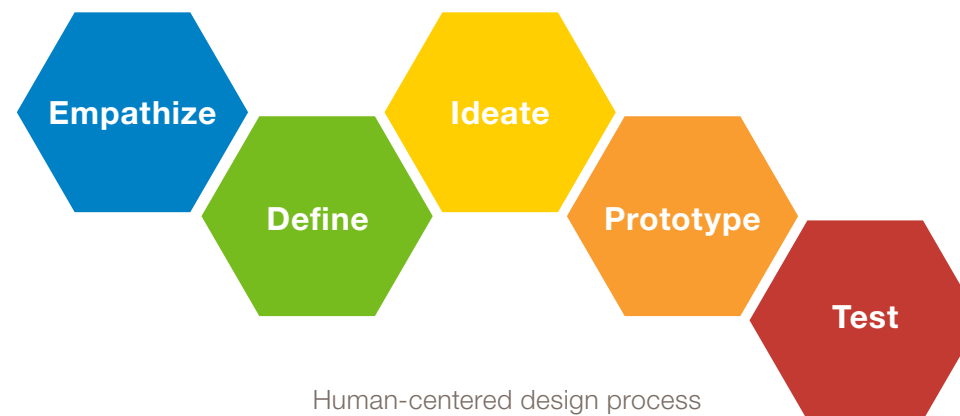 Empathize
Define
Ideate
Prototype
Test
Human-centered design process